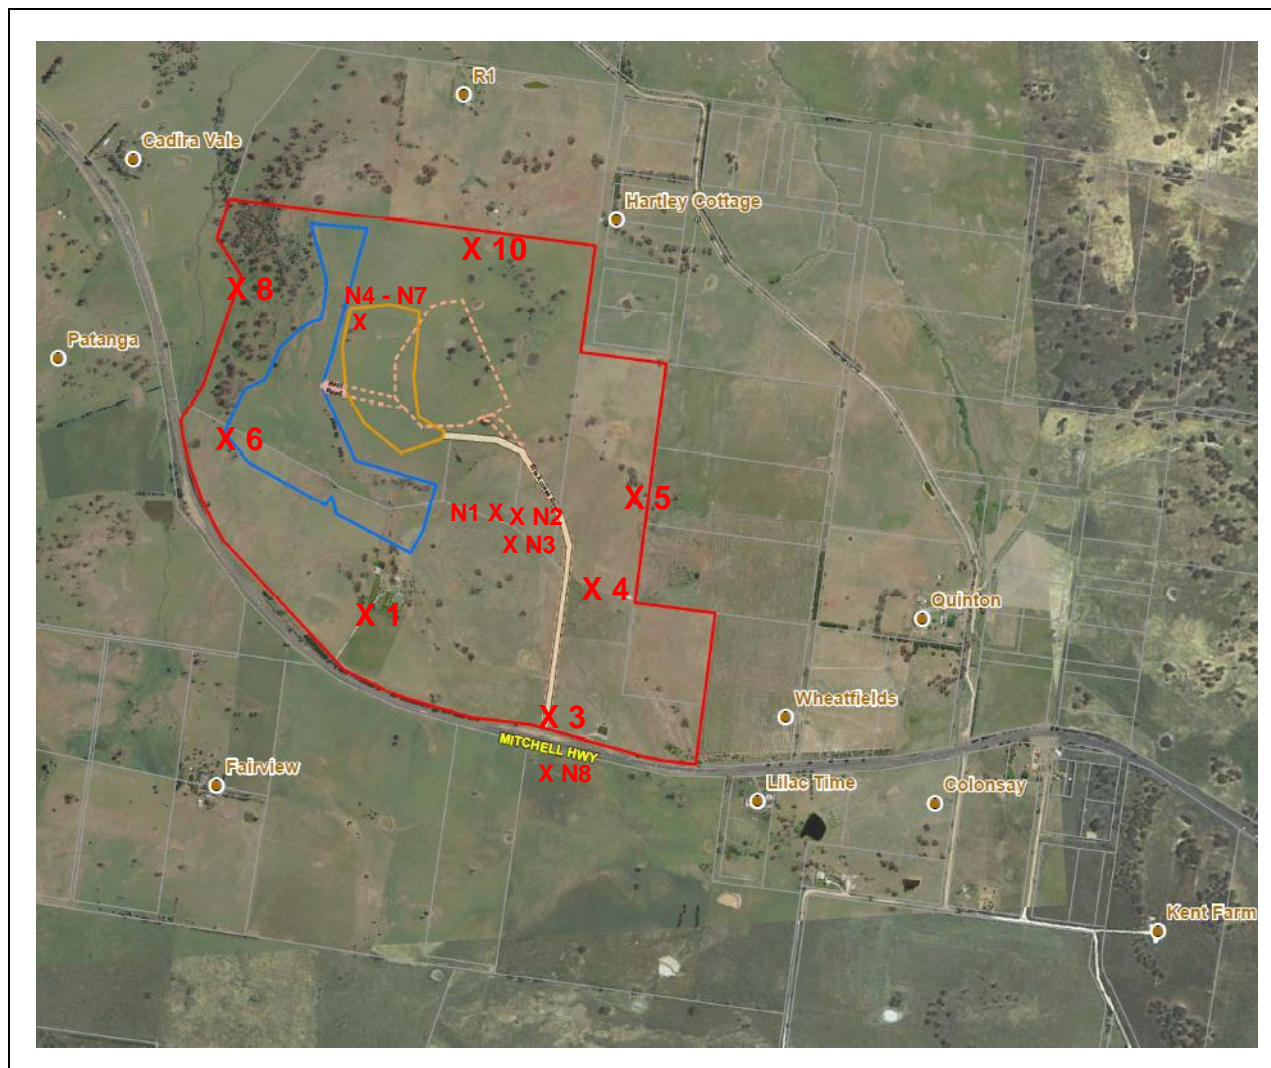 R1
Cadira Vale
Hartley Cottage
X 10
X 8
N4 - N7
X
Patanga
X 6
X 5
N1 X X N2
X N3
X 4
X 1
Quinton
Wheatfields
X 3
MITCHELL HWY
X N8
Fairview
Lilac Time
Colonsay
Kent Farm